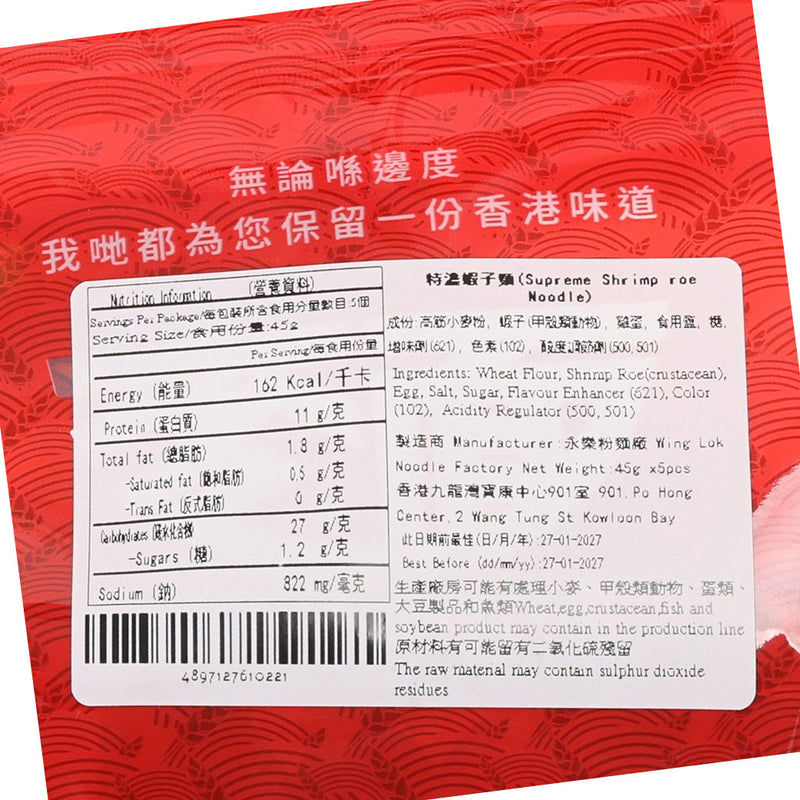 無論喺邊度
我哋都為您保留一份香港味道
Nutrition Information (營養資料)
Servings Per Package/每包裝所含食用分量數目:5個
Serving Size/食用份量:45g
Per Serving/每食用份量
Energy (能量) 162 Kcal/千卡
Protein (蛋白質) 11 g/克
Total fat (總脂肪) 1.8 g/克
-Saturated fat (飽和脂肪) 0.5 g/克
-Trans Fat (反式脂肪) 0 g/克
Carbohydrates (碳水化合物) 27 g/克
-Sugars (糖) 1.2 g/克
Sodium (鈉) 822 mg/毫克
4897127610221
特濃蝦子麵(Supreme Shrimp roe
Noodle)
成份:高筋小麥粉, 蝦子(甲殼類動物), 雞蛋, 食用鹽, 糖,
增味劑(621), 色素(102), 酸度調節劑(500,501)
Ingredients: Wheat Flour, Shrimp Roe(crustacean),
Egg, Salt, Sugar, Flavour Enhancer (621), Color
(102), Acidity Regulator (500, 501)
製造商 Manufacturer:永樂粉麵廠 Wing Lok
Noodle Factory Net Weight:45g x5pcs
香港九龍灣寶康中心901室 901,Po Hong
Center,2 Wang Tung St Kowloon Bay
此日期前最佳(日/月/年):27-01-2027
Best Before (dd/mm/yy):27-01-2027
生產廠房可能有處理小麥、甲殼類動物、蛋類、
大豆製品和魚類Wheat,egg,crustacean,fish and
soybean product may contain in the production line
原材料有可能留有二氧化硫殘留
The raw material may contain sulphur dioxide
residues